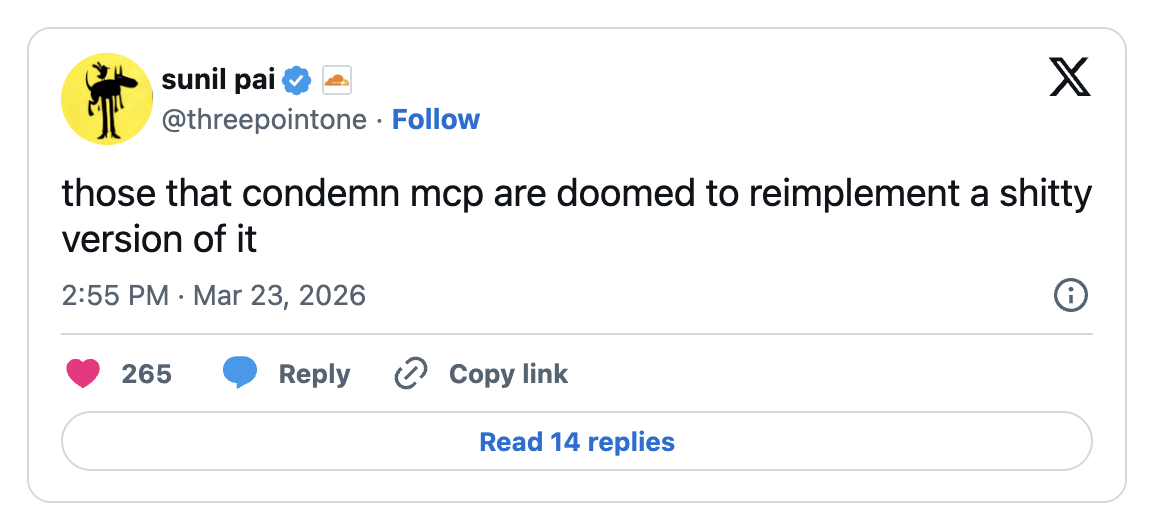 sunil pai
@threepointone · Follow
those that condemn mcp are doomed to reimplement a shitty
version of it
2:55 PM · Mar 23, 2026
265 Reply Copy link
Read 14 replies